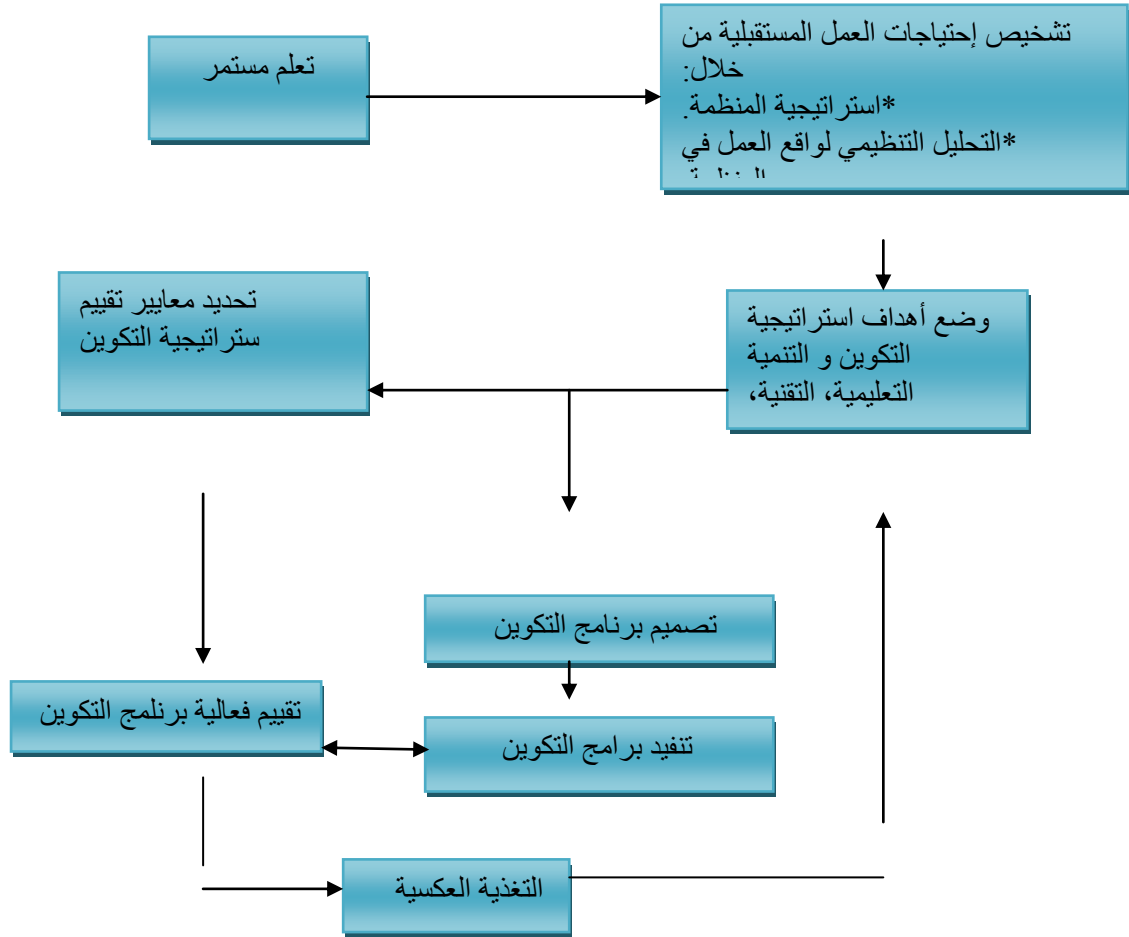 تعلم مستمر
تشخيص إحتياجات العمل المستقبلية من
خلال:
*استراتيجية المنظمة.
*التحليل التنظيمي لواقع العمل في
تحديد معايير تقييم
ستراتيجية التكوين
وضع أهداف استراتيجية
التكوين و التنمية
التعليمية، التقنية،
تصميم برنامج التكوين
تقييم فعالية برنلمج التكوين
تنفيد برامج التكوين
التغذية العكسية